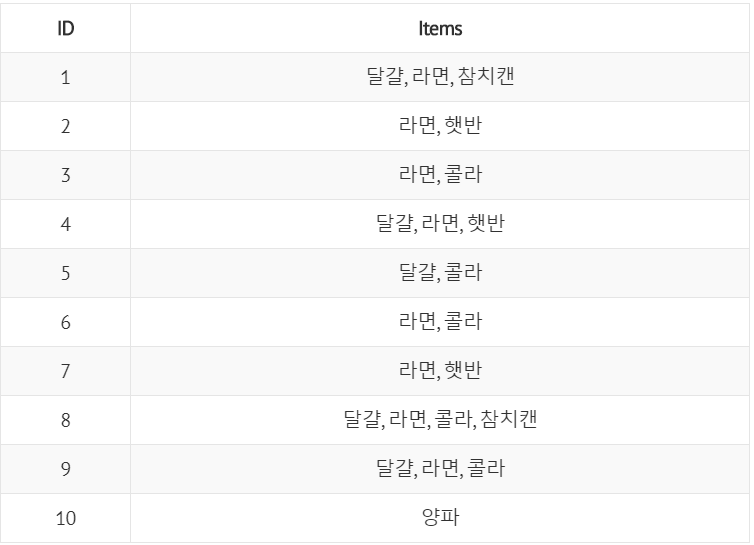 ID Items
1 달걀, 라면, 참치캔
2 라면, 햇반
3 라면, 콜라
4 달걀, 라면, 햇반
5 달걀, 콜라
6 라면, 콜라
7 라면, 햇반
8 달걀, 라면, 콜라, 참치캔
9 달걀, 라면, 콜라
10 양파